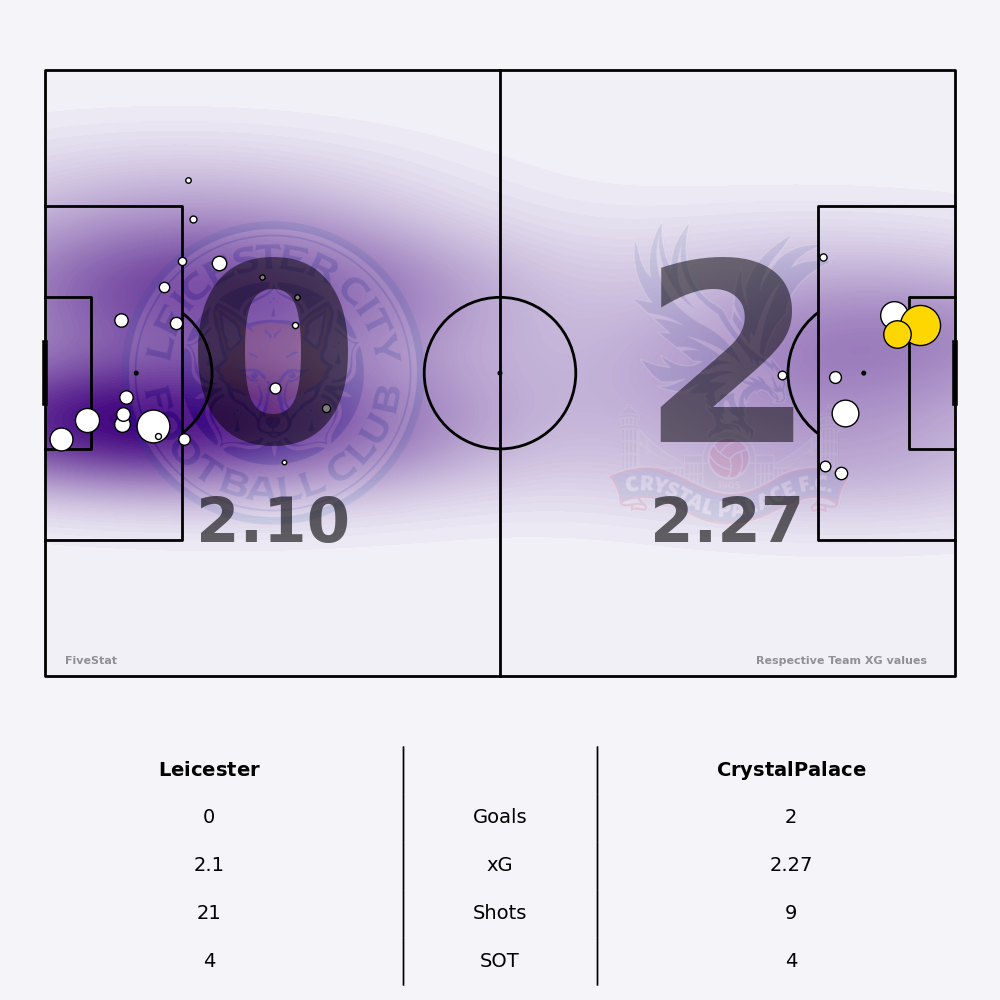 LEICESTER CITY
FOOTBALL CLUB
0
2
CRYSTAL PALACE F.C.
2.10
2.27
FiveStat
Respective Team XG values
Leicester
CrystalPalace
0
Goals
2
2.1
xG
2.27
21
Shots
9
4
SOT
4